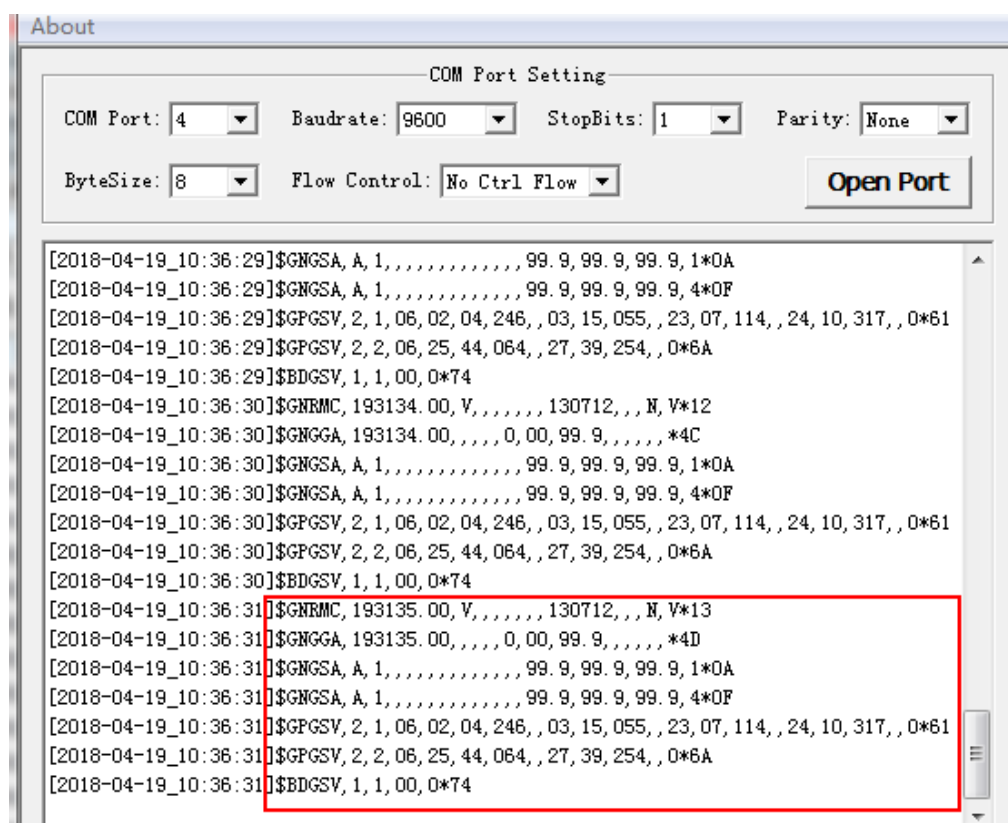 About
COM Port Setting
COM Port: 4 Baudrate: 9600 StopBits: 1 Parity: None
ByteSize: 8 Flow Control: No Ctrl Flow Open Port
[2018-04-19_10:36:29]$GNGSA,A,1,,,,,,,,,,,,,99.9,99.9,99.9,1*0A
[2018-04-19_10:36:29]$GNGSA,A,1,,,,,,,,,,,,,99.9,99.9,99.9,4*0F
[2018-04-19_10:36:29]$GPGSV,2,1,06,02,04,246,,03,15,055,,23,07,114,,24,10,317,,0*61
[2018-04-19_10:36:29]$GPGSV,2,2,06,25,44,064,,27,39,254,,0*6A
[2018-04-19_10:36:29]$BDGSV,1,1,00,0*74
[2018-04-19_10:36:30]$GNRMC,193134.00,V,,,,,,,130712,,,N,V*12
[2018-04-19_10:36:30]$GNGGA,193134.00,,,,,0,00,99.9,,,,,,*4C
[2018-04-19_10:36:30]$GNGSA,A,1,,,,,,,,,,,,,99.9,99.9,99.9,1*0A
[2018-04-19_10:36:30]$GNGSA,A,1,,,,,,,,,,,,,99.9,99.9,99.9,4*0F
[2018-04-19_10:36:30]$GPGSV,2,1,06,02,04,246,,03,15,055,,23,07,114,,24,10,317,,0*61
[2018-04-19_10:36:30]$GPGSV,2,2,06,25,44,064,,27,39,254,,0*6A
[2018-04-19_10:36:30]$BDGSV,1,1,00,0*74
[2018-04-19_10:36:31]$GNRMC,193135.00,V,,,,,,,130712,,,N,V*13
[2018-04-19_10:36:31]$GNGGA,193135.00,,,,,0,00,99.9,,,,,,*4D
[2018-04-19_10:36:31]$GNGSA,A,1,,,,,,,,,,,,,99.9,99.9,99.9,1*0A
[2018-04-19_10:36:31]$GNGSA,A,1,,,,,,,,,,,,,99.9,99.9,99.9,4*0F
[2018-04-19_10:36:31]$GPGSV,2,1,06,02,04,246,,03,15,055,,23,07,114,,24,10,317,,0*61
[2018-04-19_10:36:31]$GPGSV,2,2,06,25,44,064,,27,39,254,,0*6A
[2018-04-19_10:36:31]$BDGSV,1,1,00,0*74